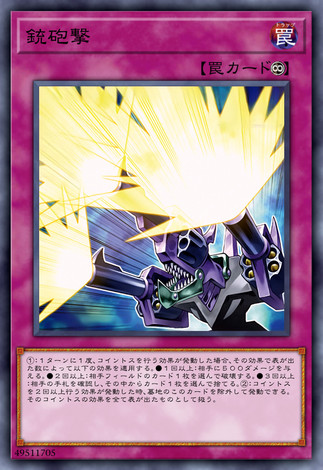 銃砲撃
トラップ
罠
【罠カード】
①:1ターンに1度、コイントスを行う効果が発動した場合、その効果で表が出
た数によって以下の効果を適用する。●1回以上:相手に500ダメージを与
える。●2回以上:相手フィールドのカード1枚を選んで破壊する。●3回以上
:相手の手札を確認し、その中からカード1枚を選んで捨てる。②:コイントスを
2回以上行う効果が発動した時、墓地のこのカードを除外して発動できる。
そのコイントスの効果を全て表が出たものとして扱う。
49511705